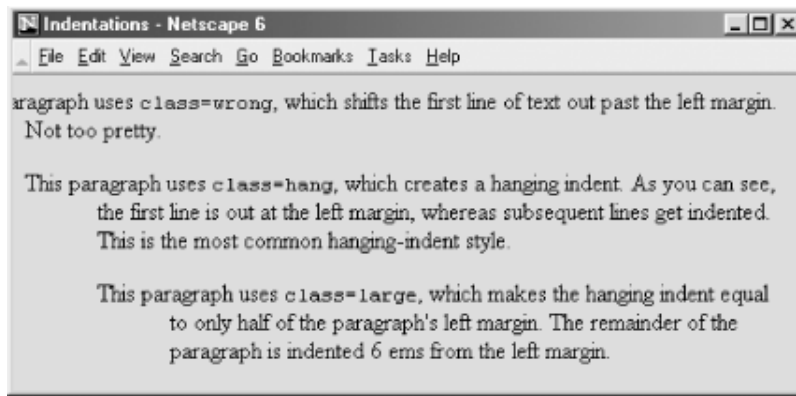 Indentations - Netscape 6
File Edit View Search Go Bookmarks Tasks Help
aragraph uses class=wrong, which shifts the first line of text out past the left margin.
Not too pretty.
This paragraph uses class=hang, which creates a hanging indent. As you can see,
the first line is out at the left margin, whereas subsequent lines get indented.
This is the most common hanging-indent style.
This paragraph uses class=large, which makes the hanging indent equal
to only half of the paragraph's left margin. The remainder of the
paragraph is indented 6 ems from the left margin.